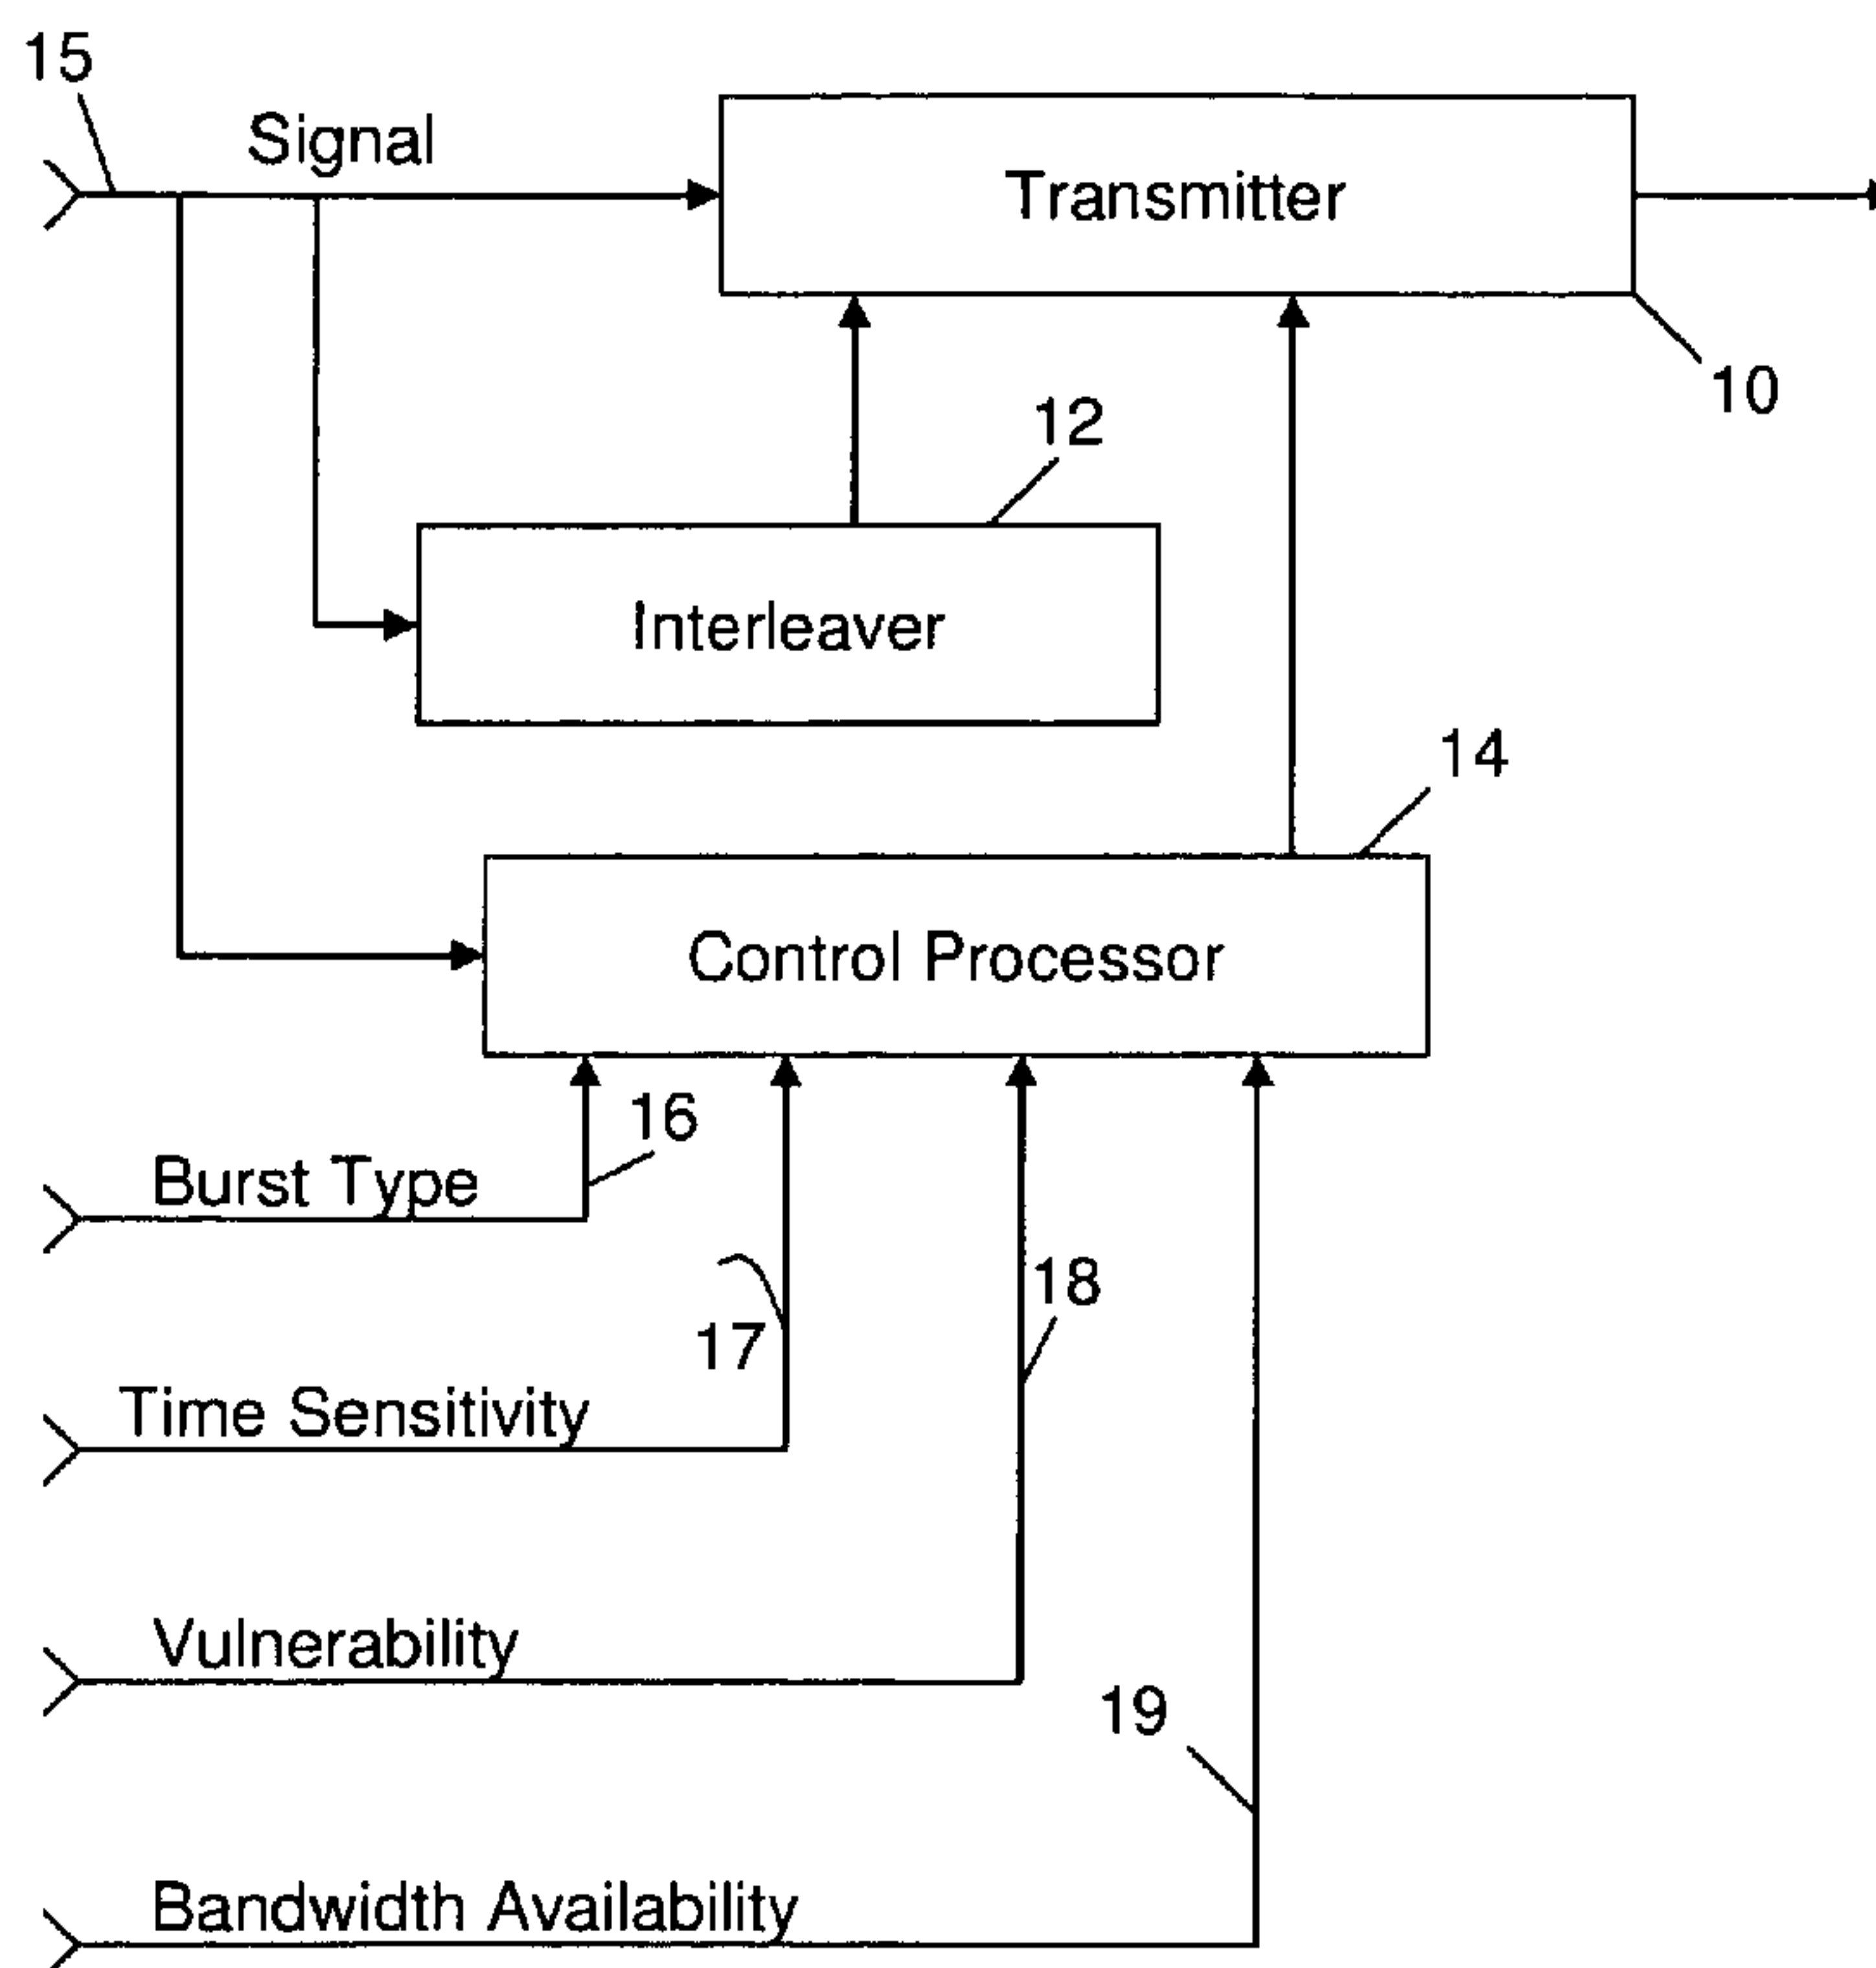 15
Signal
Transmitter
10
12
Interleaver
14
Control Processor
16
Burst Type
18
17
Time Sensitivity
Vulnerability
19
Bandwidth Availability